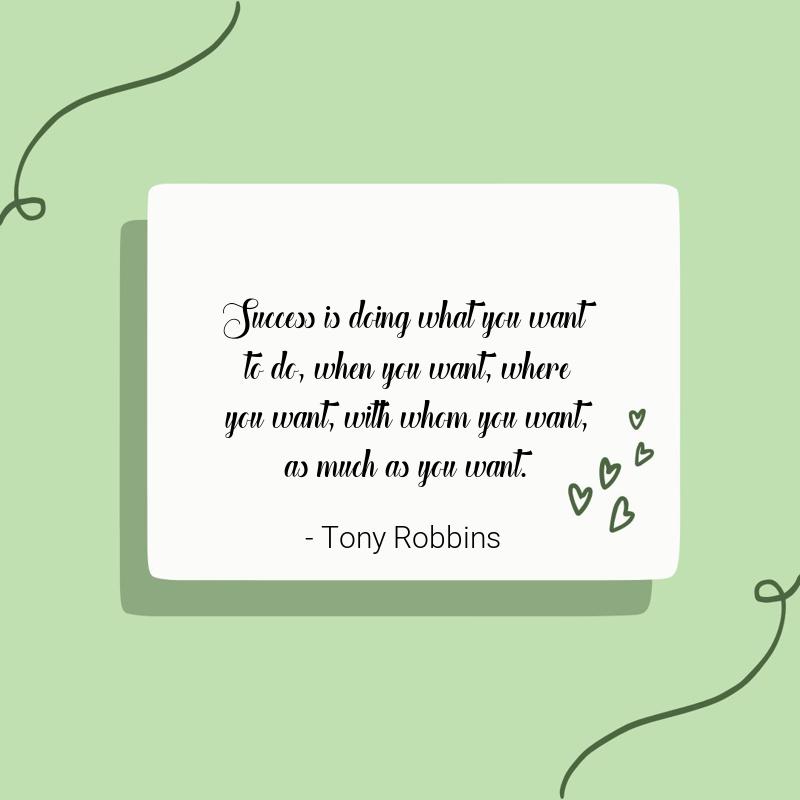 Success is doing what you want
to do, when you want, where
you want, with whom you want,
as much as you want.
- Tony Robbins